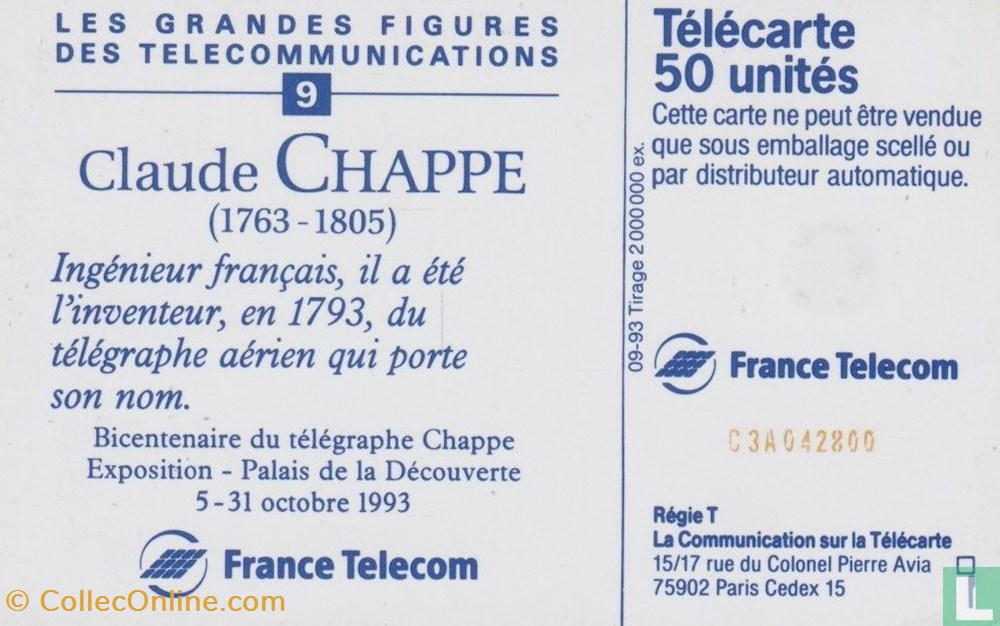 LES GRANDES FIGURES
DES TELECOMMUNICATIONS
9
Claude CHAPPE
(1763-1805)
Ingénieur français, il a été
l'inventeur, en 1793, du
télégraphe aérien qui porte
son nom.
Bicentenaire du télégraphe Chappe
Exposition - Palais de la Découverte
5-31 octobre 1993
France Telecom
09-93 Tirage 2 000 000 ex.
Télécarte
50 unités
Cette carte ne peut être vendue
que sous emballage scellé ou
par distributeur automatique.
France Telecom
C3A042800
Régie T
La Communication sur la Télécarte
15/17 rue du Colonel Pierre Avia
75902 Paris Cedex 15
© CollecOnline.com